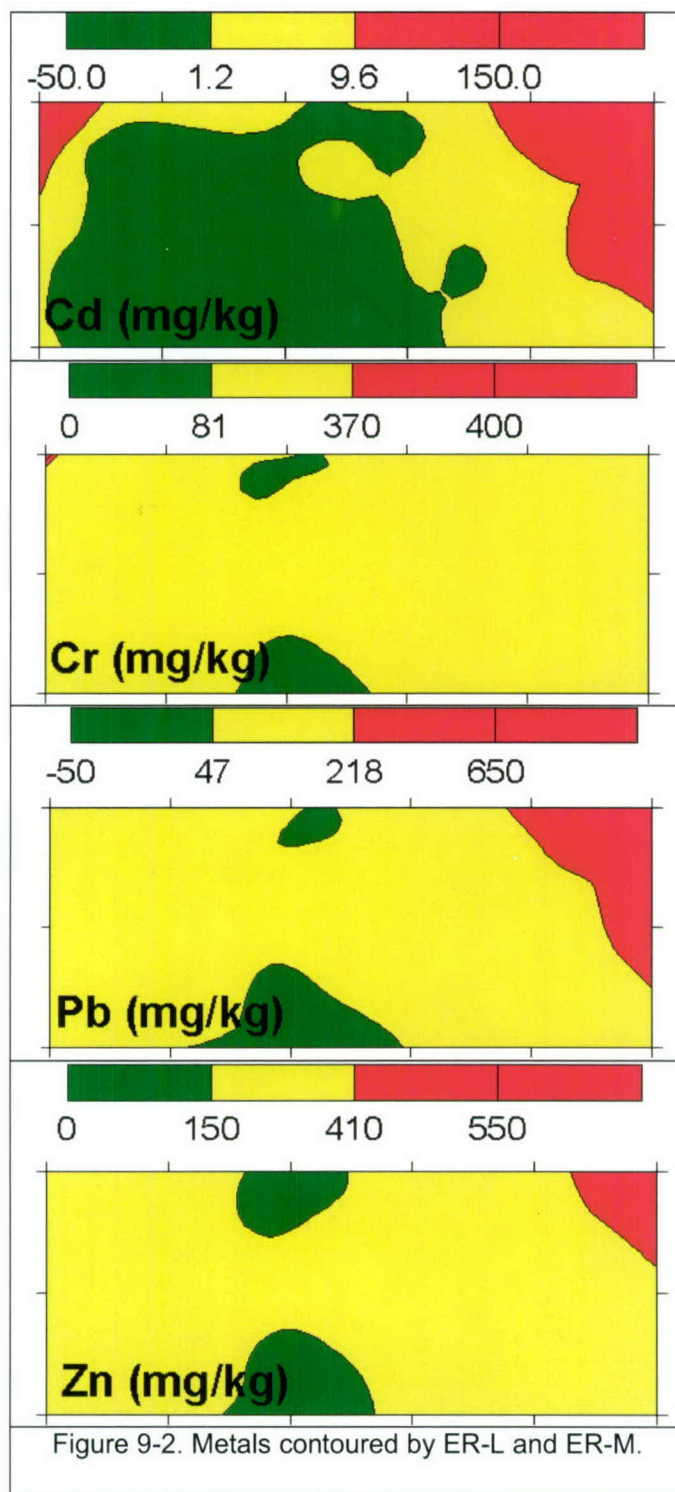 -50.0 1.2 9.6 150.0
Cd (mg/kg)
0 81 370 400
Cr (mg/kg)
-50 47 218 650
Pb (mg/kg)
0 150 410 550
Zn (mg/kg)
Figure 9-2. Metals contoured by ER-L and ER-M.